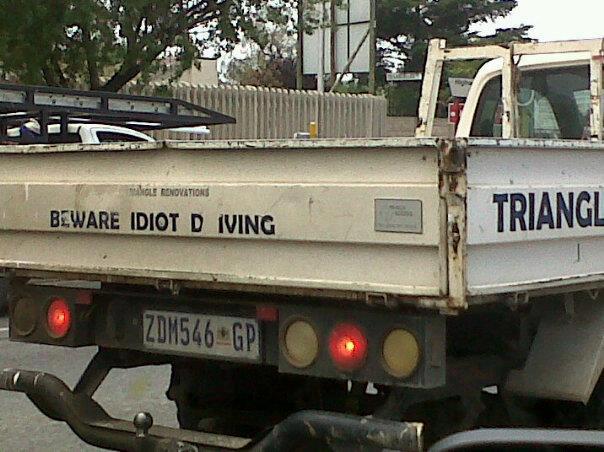 TRIANGLE RENOVATIONS
BEWARE IDIOT D IVING
TRIANGL
ZDM546 GP